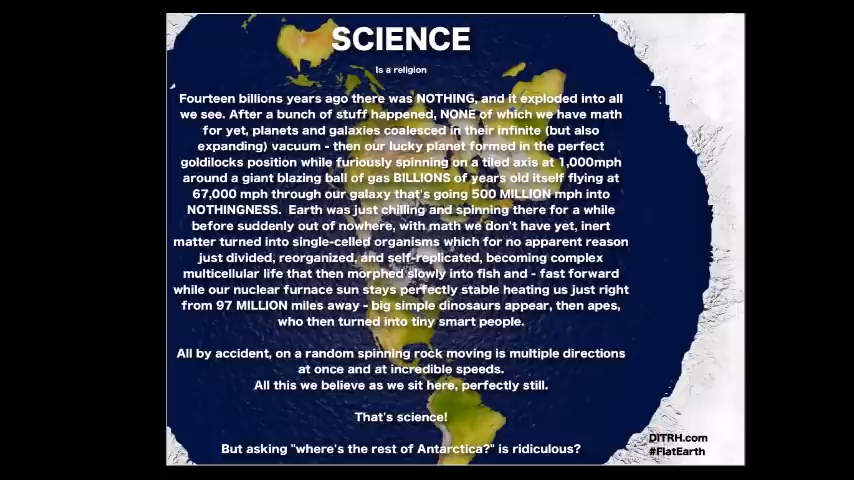 SCIENCE
Is a religion
Fourteen billions years ago there was NOTHING, and it exploded into all
we see. After a bunch of stuff happened, NONE of which we have math
for yet, planets and galaxies coalesced in their infinite (but also
expanding) vacuum - then our lucky planet formed in the perfect
goldilocks position while furiously spinning on a tiled axis at 1,000mph
around a giant blazing ball of gas BILLIONS of years old itself flying at
67,000 mph through our galaxy that's going 500 MILLION mph into
NOTHINGNESS. Earth was just chilling and spinning there for a while
before suddenly out of nowhere, with math we don't have yet, inert
matter turned into single-celled organisms which for no apparent reason
just divided, reorganized, and self-replicated, becoming complex
multicellular life that then morphed slowly into fish and - fast forward
while our nuclear furnace sun stays perfectly stable heating us just right
from 97 MILLION miles away - big simple dinosaurs appear, then apes,
who then turned into tiny smart people.
All by accident, on a random spinning rock moving is multiple directions
at once and at incredible speeds.
All this we believe as we sit here, perfectly still.
That's science!
But asking "where's the rest of Antarctica?" is ridiculous?
DITRH.com
#FlatEarth